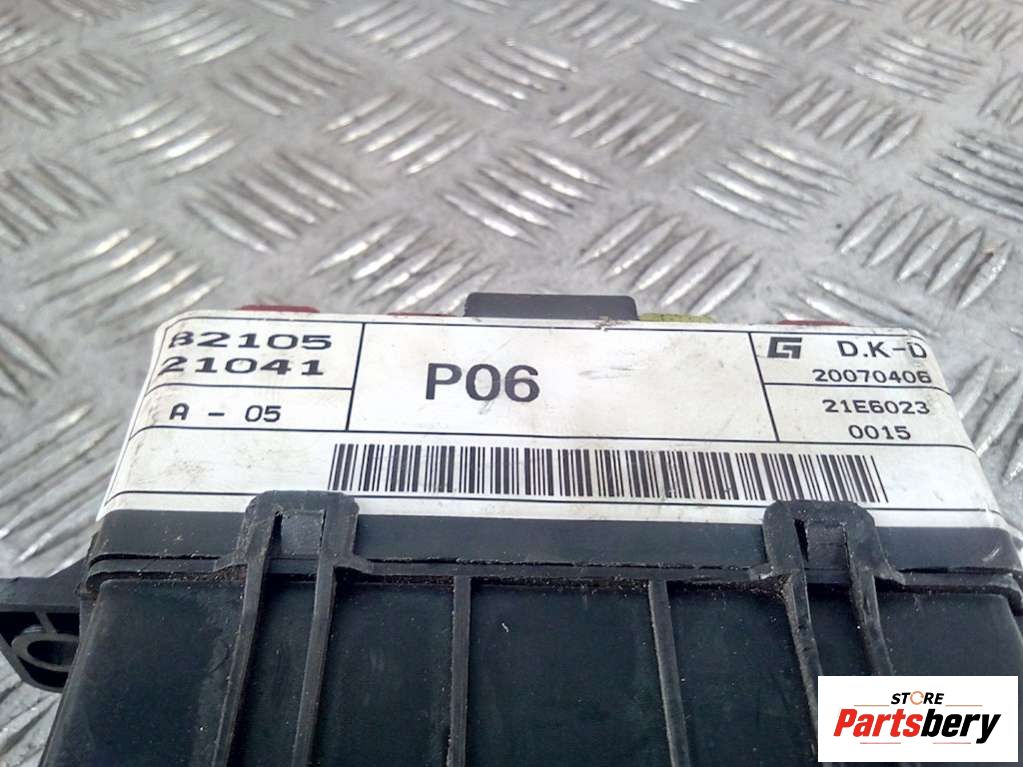 82105
21041
A - 05
P06
D.K-D
20070406
21E6023
0015
STORE
Partsbery